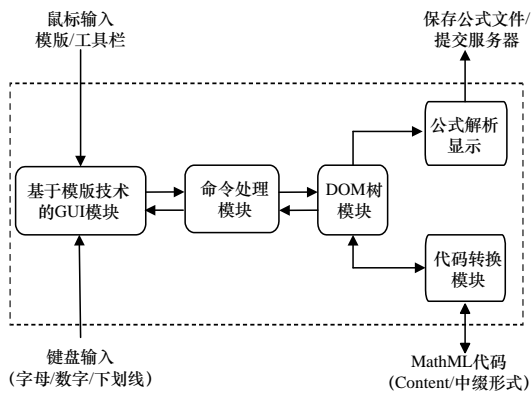 鼠标输入
模版/工具栏
保存公式文件/
提交服务器
公式解析
显示
基于模版技术
的GUI模块
命令处理
模块
DOM树
模块
代码转换
模块
键盘输入
(字母/数字/下划线)
MathML代码
(Content/中缀形式)